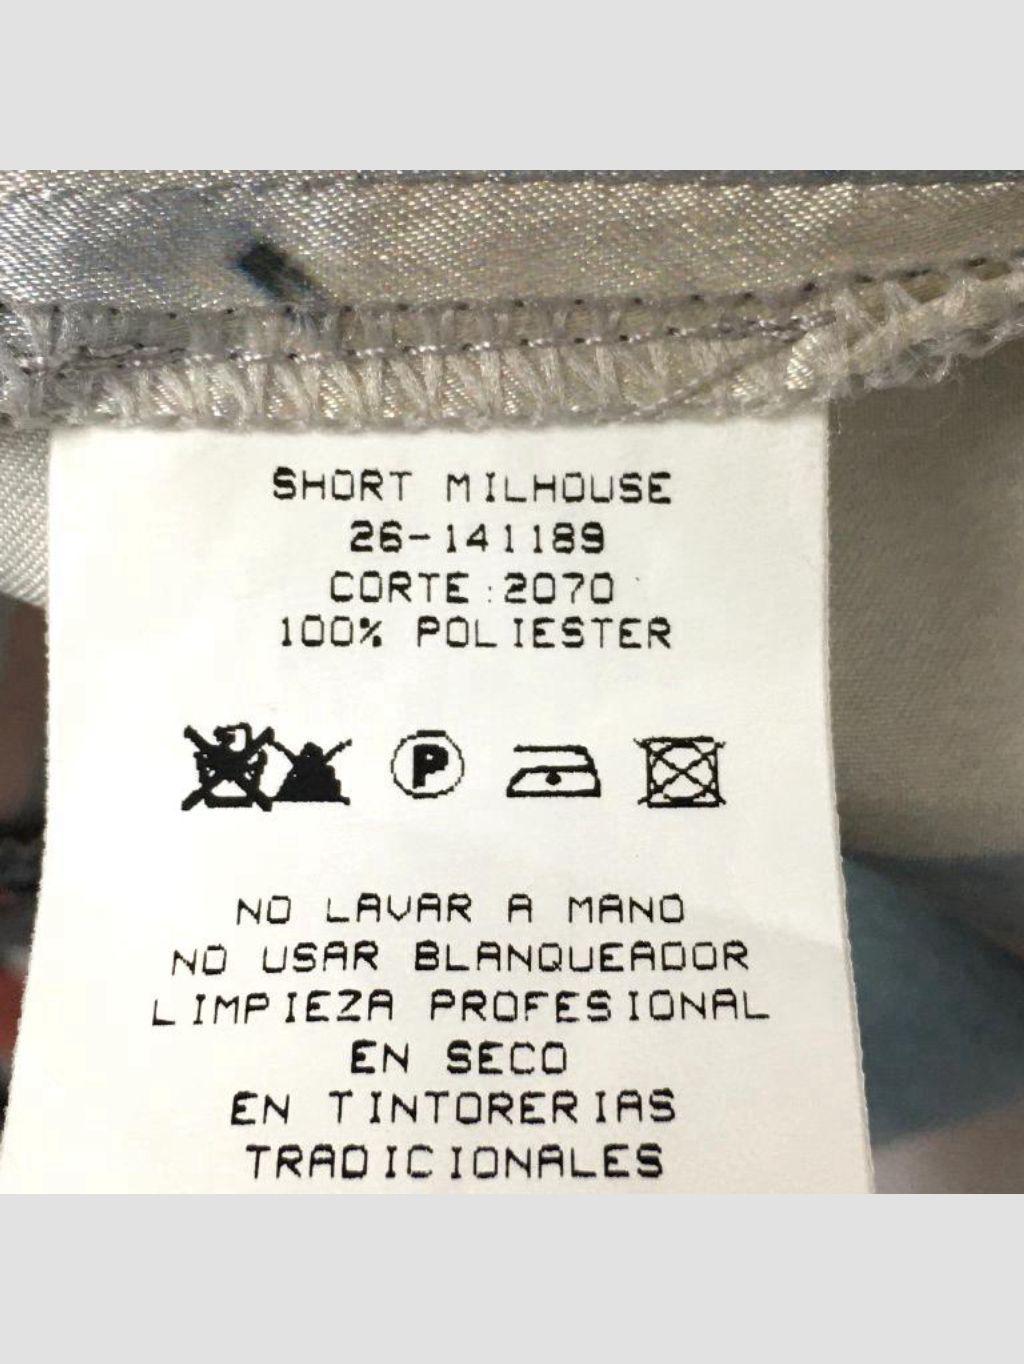 SHORT MILHOUSE
26-141189
CORTE:2070
100% POLIESTER
P
NO LAVAR A MANO
NO USAR BLANQUEADOR
LIMPIEZA PROFESIONAL
EN SECO
EN TINTORERIAS
TRADICIONALES